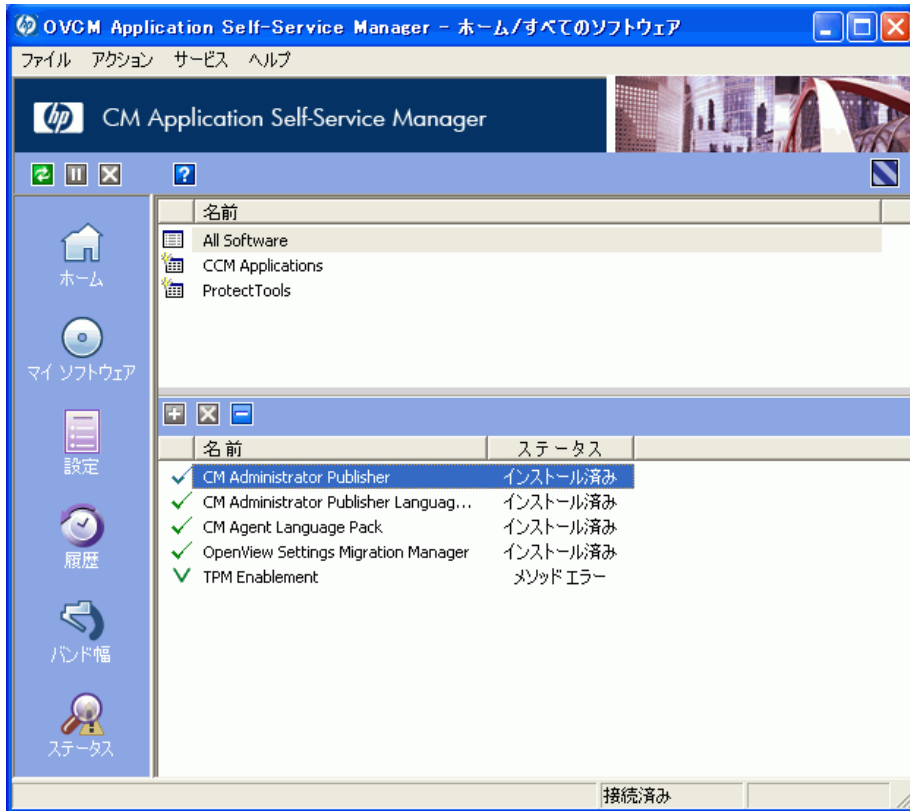 OVCM Application Self-Service Manager - ホーム/すべてのソフトウェア
ファイル アクション サービス ヘルプ
hp CM Application Self-Service Manager
名前
All Software
CCM Applications
ProtectTools
ホーム
マイ ソフトウェア
設定
履歴
バンド幅
ステータス
名前 ステータス
CM Administrator Publisher インストール済み
CM Administrator Publisher Languag... インストール済み
CM Agent Language Pack インストール済み
OpenView Settings Migration Manager インストール済み
TPM Enablement メソッド エラー
接続済み